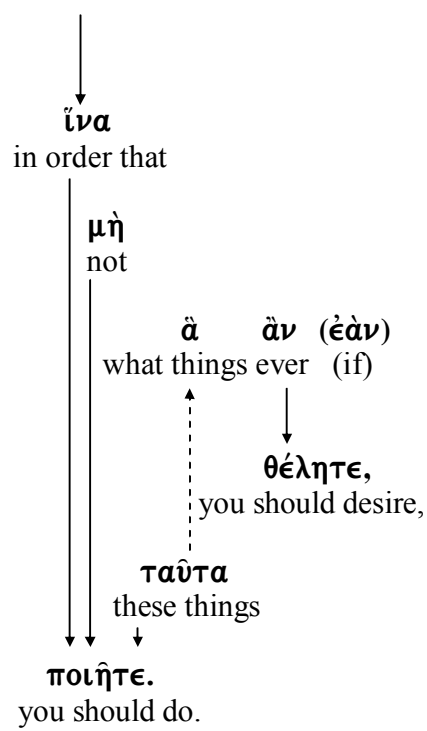 ἵνα
in order that
μὴ
not
ἃ ἂν (ἐὰν)
what things ever (if)
θέλητε,
you should desire,
ταῦτα
these things
ποιῆτε.
you should do.